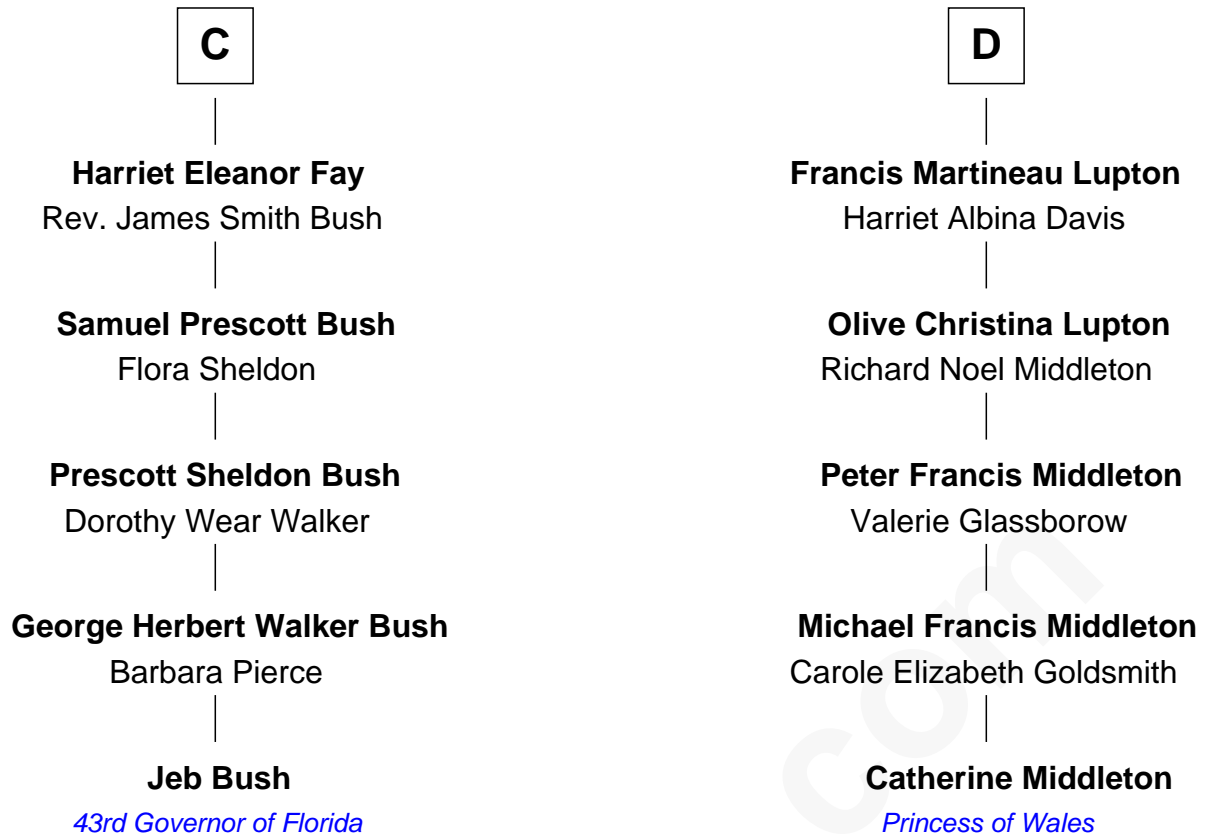 C
Harriet Eleanor Fay
Rev. James Smith Bush
Samuel Prescott Bush
Flora Sheldon
Prescott Sheldon Bush
Dorothy Wear Walker
George Herbert Walker Bush
Barbara Pierce
Jeb Bush
43rd Governor of Florida
D
Francis Martineau Lupton
Harriet Albina Davis
Olive Christina Lupton
Richard Noel Middleton
Peter Francis Middleton
Valerie Glassborow
Michael Francis Middleton
Carole Elizabeth Goldsmith
Catherine Middleton
Princess of Wales
com